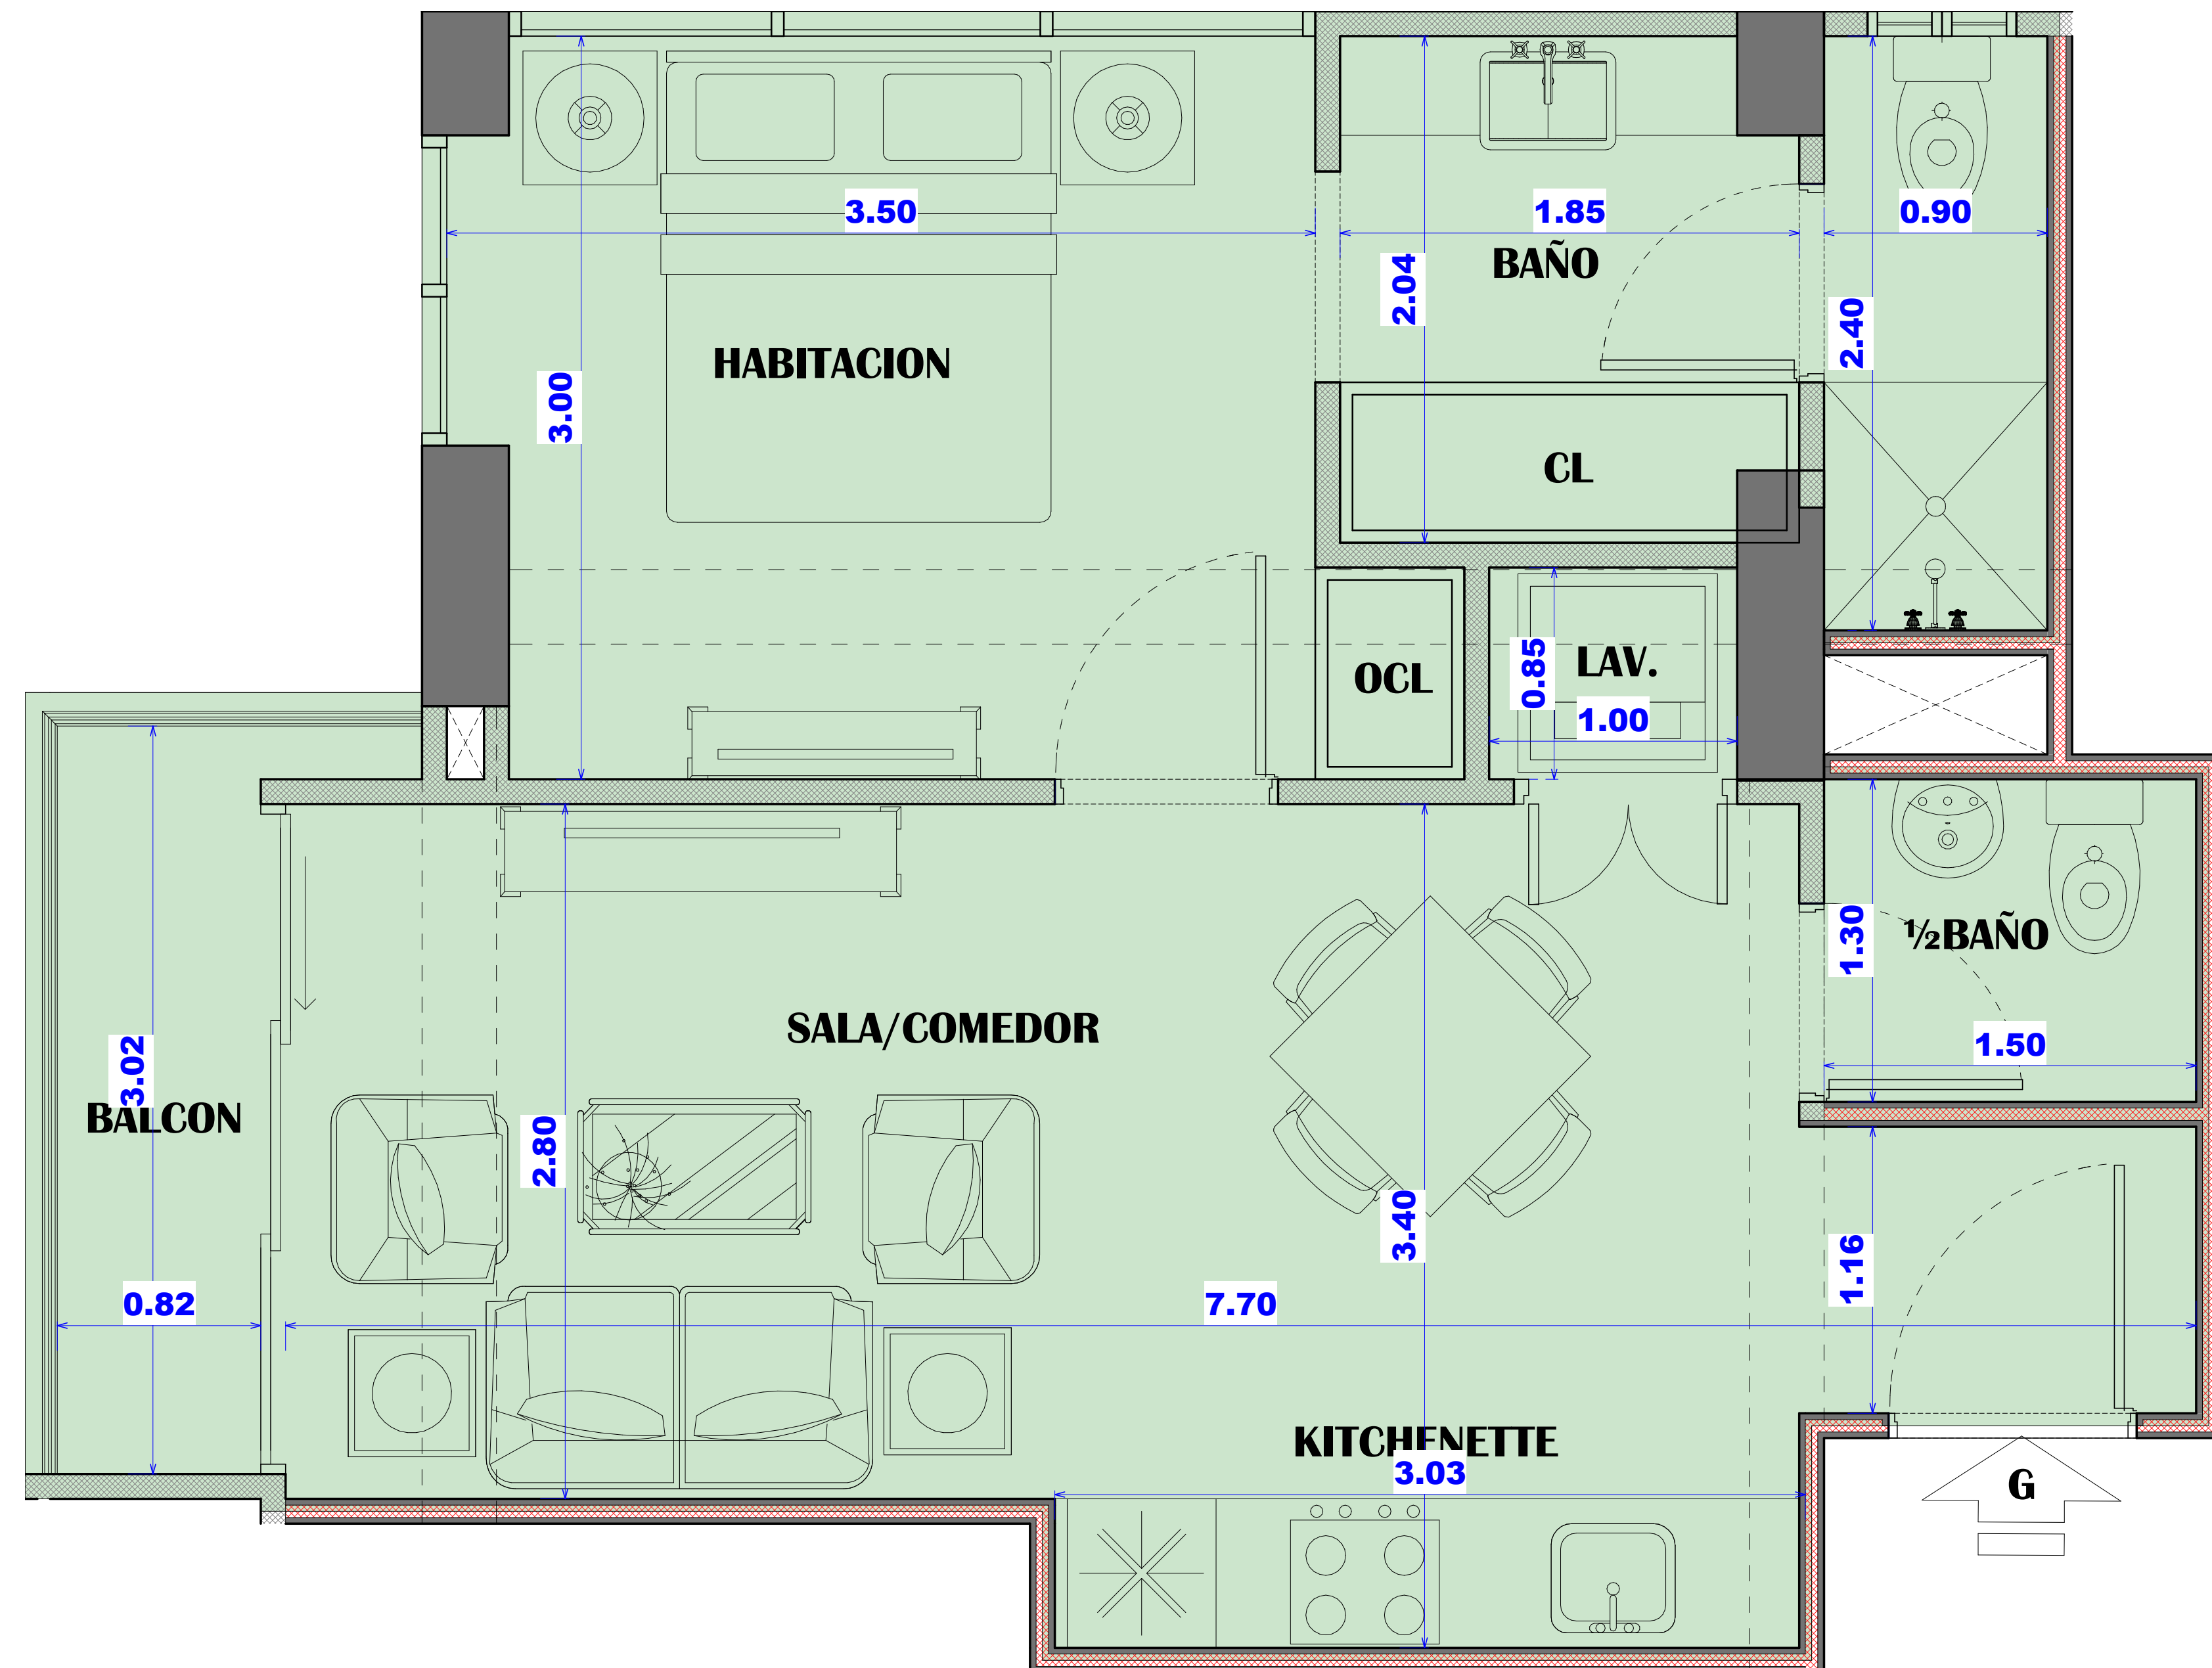 3.50
1.85
0.90
BAÑO
2.04
2.40
HABITACION
3.00
CL
OCL
0.85
LAV.
1.00
1.30
½BAÑO
SALA/COMEDOR
1.50
3.02
BALCON
2.80
3.40
1.16
0.82
7.70
KITCHENETTE
3.03
G